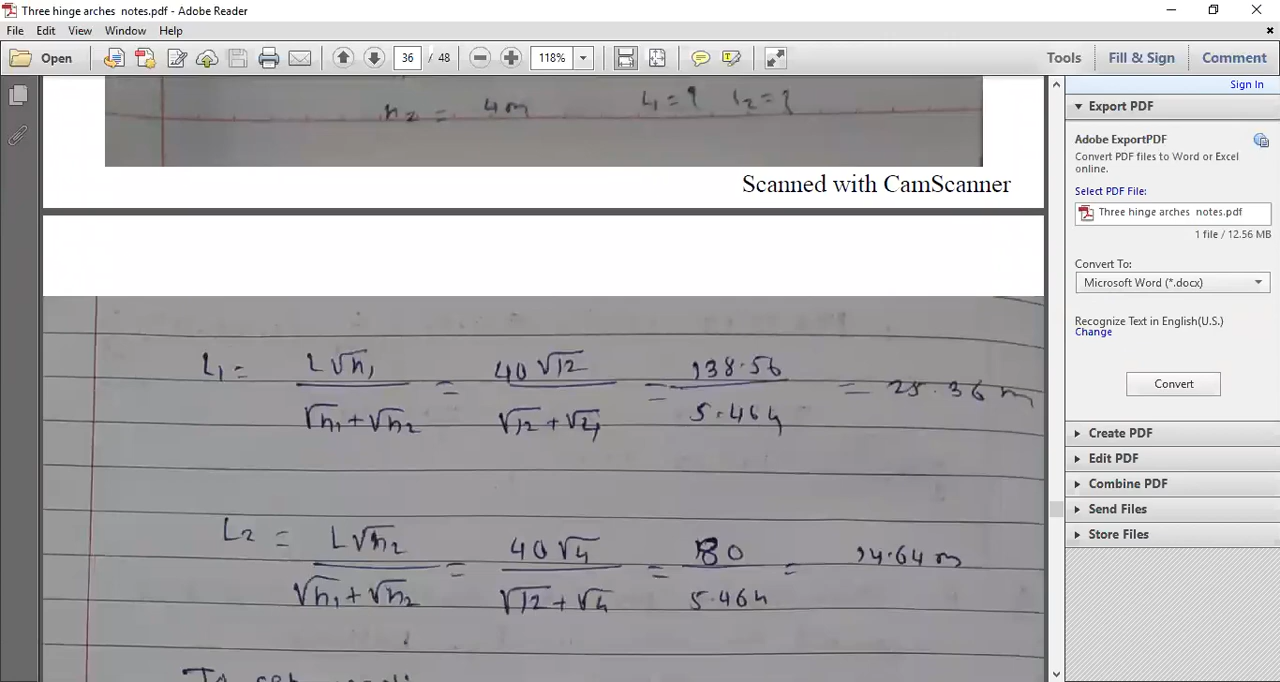 Three hinge arches notes.pdf - Adobe Reader
File Edit View Window Help
Open 36 / 48 118% Tools Fill & Sign Comment
Sign In
h₂ = 4m L₁ = ? L₂ = ?
Scanned with CamScanner
L₁ = L√h₁ / √h₁+√h₂ = 40√12 / √12+√4 = 138.56 / 5.464 = 25.36 m
L₂ = L√h₂ / √h₁+√h₂ = 40√4 / √12+√4 = 80 / 5.464 = 14.64 m
Export PDF
Adobe ExportPDF
Convert PDF files to Word or Excel
online.
Select PDF File:
Three hinge arches notes.pdf
1 file / 12.56 MB
Convert To:
Microsoft Word (*.docx)
Recognize Text in English(U.S.)
Change
Convert
Create PDF
Edit PDF
Combine PDF
Send Files
Store Files